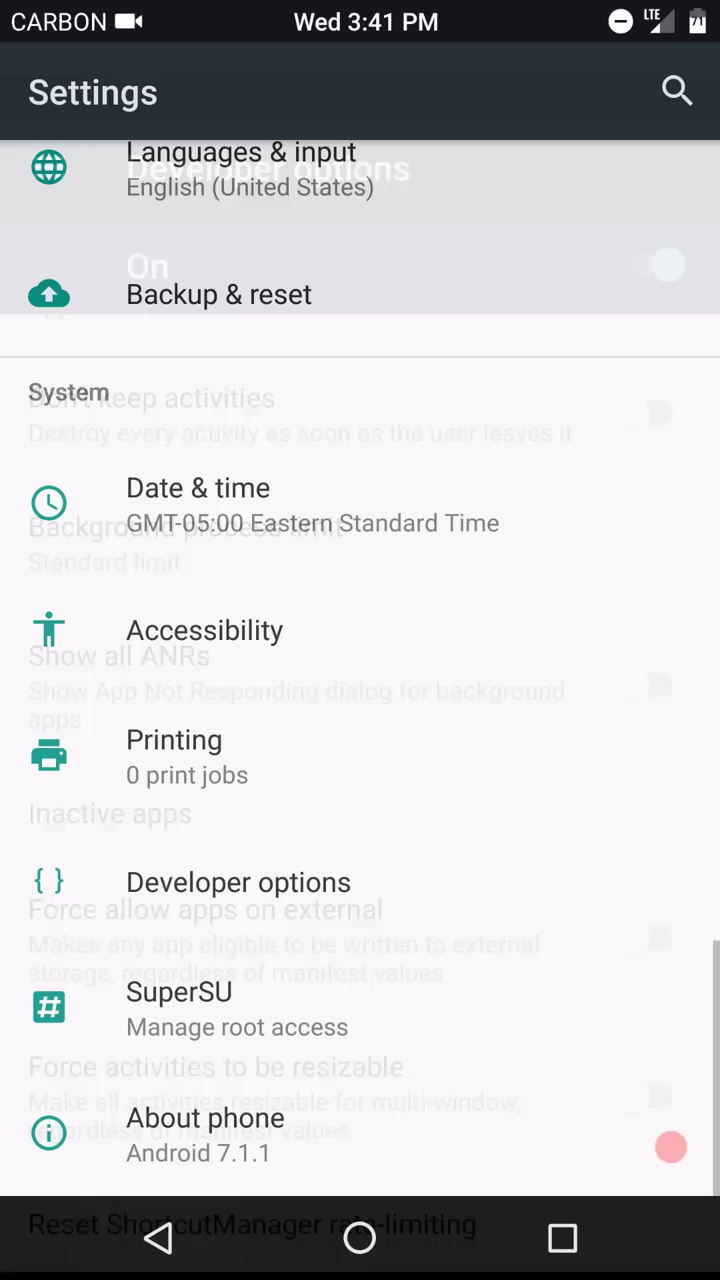 CARBON Wed 3:41 PM LTE 71
Settings
Languages & input
Developer options
English (United States)
On
Backup & reset
System
Don't keep activities
Destroy every activity as soon as the user leaves it
Date & time
GMT-05:00 Eastern Standard Time
Background process limit
Standard limit
Accessibility
Show all ANRs
Show App Not Responding dialog for background
apps
Printing
0 print jobs
Inactive apps
{ } Developer options
Force allow apps on external
Makes any app eligible to be written to external
storage, regardless of manifest values
# SuperSU
Manage root access
Force activities to be resizable
Make all activities resizable for multi-window,
regardless of manifest values.
About phone
Android 7.1.1
Reset ShortcutManager rate-limiting